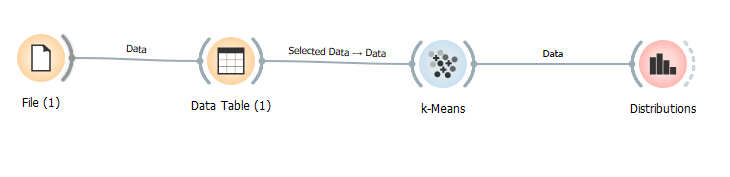 Data
Selected Data → Data
Data
File (1)
Data Table (1)
k-Means
Distributions